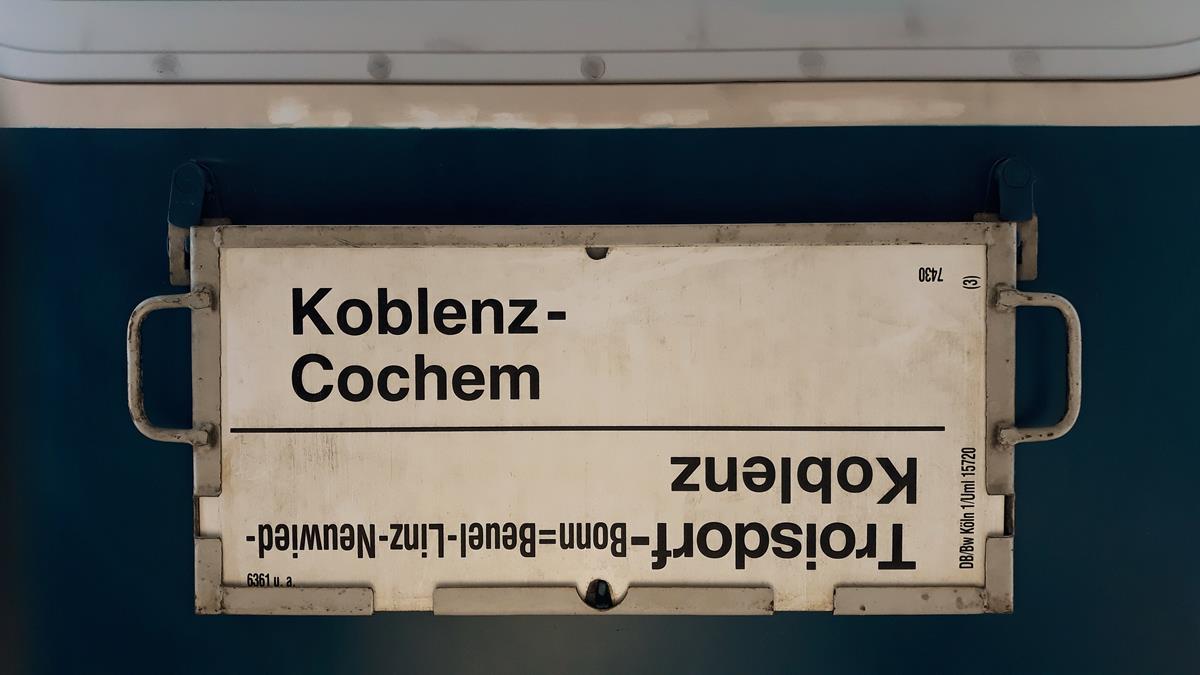 Koblenz-
Cochem
6361 u. a.
Troisdorf-Bonn=Beuel-Linz-Neuwied-
Koblenz
7430
(3)
DB/Bw Köln 1/Uml 15720